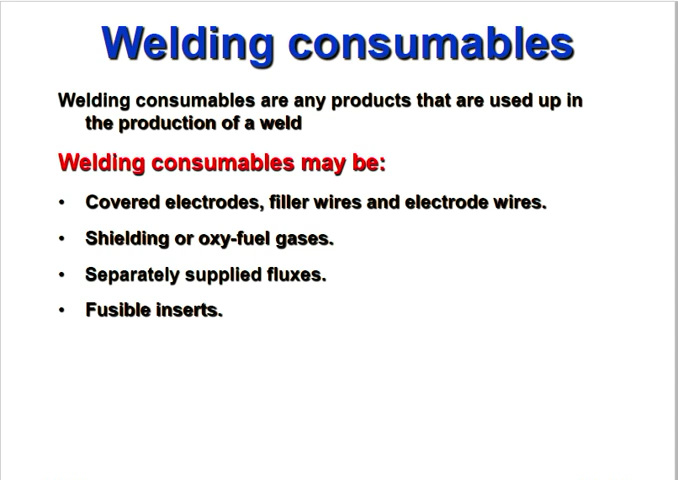 Welding consumables
Welding consumables are any products that are used up in
the production of a weld
Welding consumables may be:
• Covered electrodes, filler wires and electrode wires.
• Shielding or oxy-fuel gases.
• Separately supplied fluxes.
• Fusible inserts.